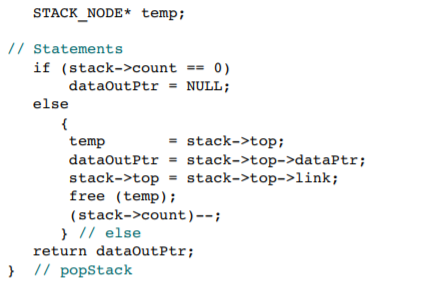 STACK_NODE* temp;
// Statements
if (stack->count == 0)
dataOutPtr = NULL;
else
{
temp = stack->top;
dataOutPtr = stack->top->dataPtr;
stack->top = stack->top->link;
free (temp);
(stack->count)--;
} // else
return dataOutPtr;
} // popStack